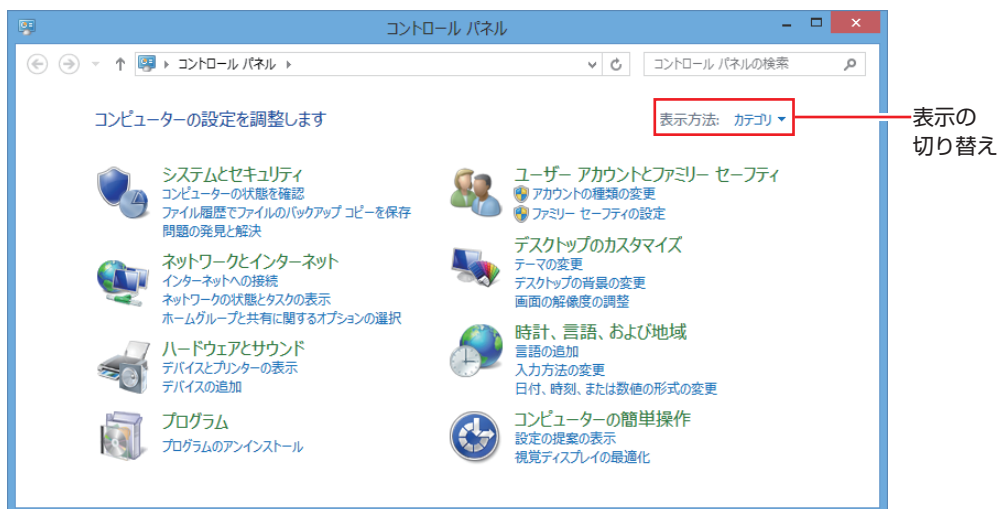 コントロール パネル
コントロール パネル
コントロール パネルの検索
コンピューターの設定を調整します
表示方法: カテゴリ
表示の
切り替え
システムとセキュリティ
コンピューターの状態を確認
ファイル履歴でファイルのバックアップ コピーを保存
問題の発見と解決
ネットワークとインターネット
インターネットへの接続
ネットワークの状態とタスクの表示
ホームグループと共有に関するオプションの選択
ハードウェアとサウンド
デバイスとプリンターの表示
デバイスの追加
プログラム
プログラムのアンインストール
ユーザー アカウントとファミリー セーフティ
アカウントの種類の変更
ファミリー セーフティの設定
デスクトップのカスタマイズ
テーマの変更
デスクトップの背景の変更
画面の解像度の調整
時計、言語、および地域
言語の追加
入力方法の変更
日付、時刻、または数値の形式の変更
コンピューターの簡単操作
設定の提案の表示
視覚ディスプレイの最適化